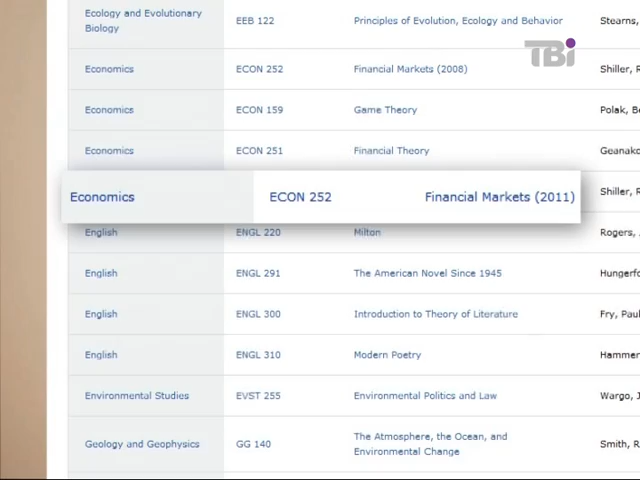 Ecology and Evolutionary
Biology
EEB 122
Principles of Evolution, Ecology and Behavior
Stearns,
TBi
Economics
ECON 252
Financial Markets (2008)
Shiller, R
Economics
ECON 159
Game Theory
Polak, Be
Economics
ECON 251
Financial Theory
Geanako
Economics
ECON 252
Financial Markets (2011)
Shiller, R
English
ENGL 220
Milton
Rogers,
English
ENGL 291
The American Novel Since 1945
Hungerfo
English
ENGL 300
Introduction to Theory of Literature
Fry, Paul
English
ENGL 310
Modern Poetry
Hammer
Environmental Studies
EVST 255
Environmental Politics and Law
Wargo, J
Geology and Geophysics
GG 140
The Atmosphere, the Ocean, and
Environmental Change
Smith, R